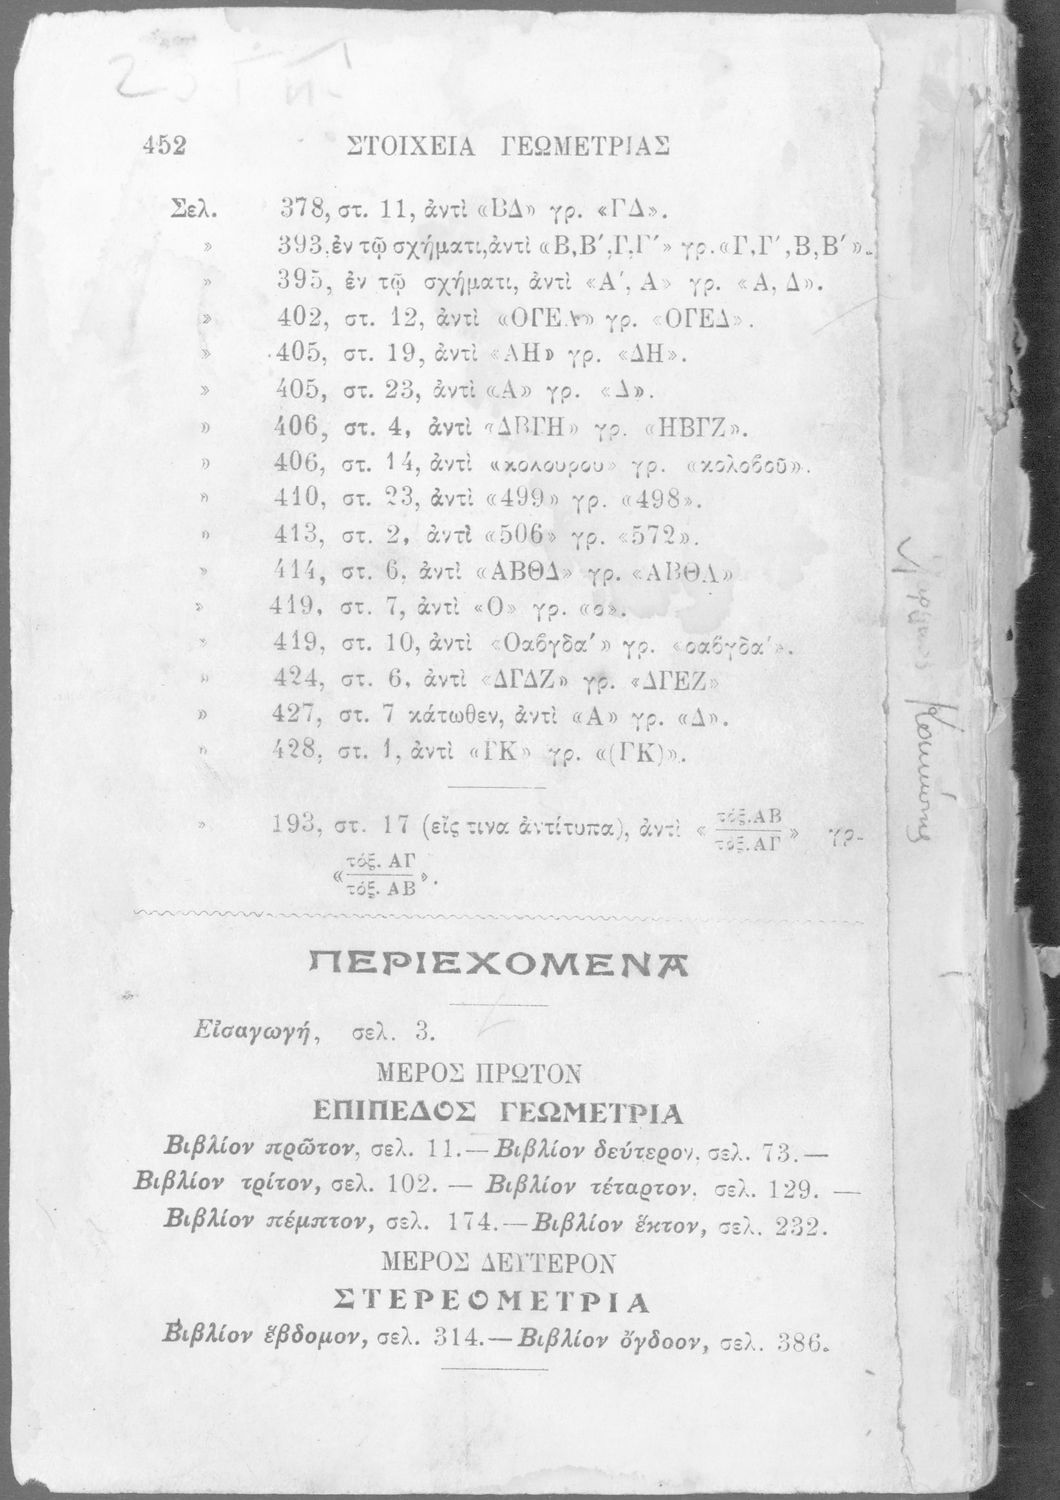 452 ΣΤΟΙΧΕΙΑ ΓΕΩΜΕΤΡΙΑΣ
Σελ. 378, στ. 11, ἀντὶ «ΒΔ» γρ. «ΓΔ».
» 393, ἐν τῷ σχήματι, ἀντὶ «Β,Β′,Γ,Γ′» γρ. «Γ,Γ′,Β,Β′».
» 395, ἐν τῷ σχήματι, ἀντὶ «Α′, Α» γρ. «Α, Δ».
» 402, στ. 12, ἀντὶ «ΟΓΕΑ» γρ. «ΟΓΕΔ».
» 405, στ. 19, ἀντὶ «ΑΗ» γρ. «ΔΗ».
» 405, στ. 23, ἀντὶ «Α» γρ. «Δ».
» 406, στ. 4, ἀντὶ «ΔΒΓΗ» γρ. «ΗΒΓΖ».
» 406, στ. 14, ἀντὶ «κολουρου» γρ. «κολοβοῦ».
» 410, στ. 23, ἀντὶ «499» γρ. «498».
» 413, στ. 2, ἀντὶ «506» γρ. «572».
» 414, στ. 6, ἀντὶ «ΑΒΘΔ» γρ. «ΑΒΘΛ»
» 419, στ. 7, ἀντὶ «Ο» γρ. «ο».
» 419, στ. 10, ἀντὶ «Οαβγδα′» γρ. «οαβγδα′».
» 424, στ. 6, ἀντὶ «ΔΓΔΖ» γρ. «ΔΓΕΖ»
» 427, στ. 7 κάτωθεν, ἀντὶ «Α» γρ. «Δ».
» 428, στ. 1, ἀντὶ «ΓΚ» γρ. «(ΓΚ)».
» 193, στ. 17 (εἴς τινα ἀντίτυπα), ἀντὶ « τόξ.ΑΒ / τόξ.ΑΓ » γρ.
« τόξ. ΑΓ / τόξ. ΑΒ ».
ΠΕΡΙΕΧΟΜΕΝΑ
Εἰσαγωγή, σελ. 3.
ΜΕΡΟΣ ΠΡΩΤΟΝ
ΕΠΙΠΕΔΟΣ ΓΕΩΜΕΤΡΙΑ
Βιβλίον πρῶτον, σελ. 11.— Βιβλίον δεύτερον, σελ. 73.—
Βιβλίον τρίτον, σελ. 102. — Βιβλίον τέταρτον, σελ. 129. —
Βιβλίον πέμπτον, σελ. 174.— Βιβλίον ἕκτον, σελ. 232.
ΜΕΡΟΣ ΔΕΥΤΕΡΟΝ
ΣΤΕΡΕΟΜΕΤΡΙΑ
Βιβλίον ἕβδομον, σελ. 314.— Βιβλίον ὄγδοον, σελ. 386.